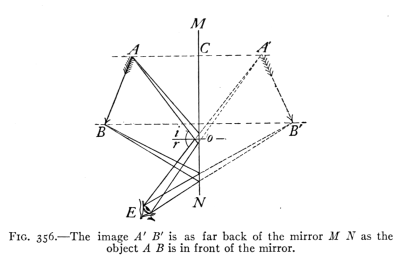 M
A
C
A'
B
i
r
O
B'
E
N
FIG. 356.—The image A' B' is as far back of the mirror M N as the
object A B is in front of the mirror.